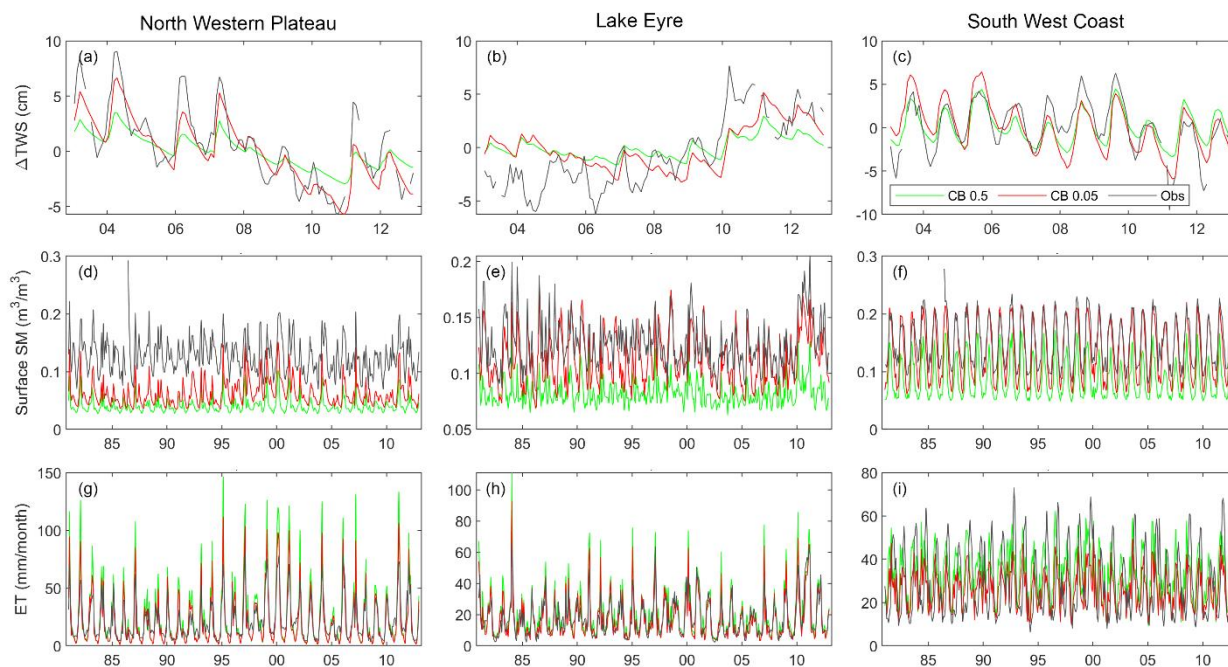 North Western Plateau
Lake Eyre
South West Coast
(a)
(b)
(c)
ΔTWS (cm)
10
5
0
-5
04 06 08 10 12
10
5
0
-5
04 06 08 10 12
10
5
0
-5
-10
04 06 08 10 12
CB 0.5 CB 0.05 Obs
(d)
(e)
(f)
Surface SM (m³/m³)
0.3
0.2
0.1
0
85 90 95 00 05 10
0.2
0.15
0.1
0.05
85 90 95 00 05 10
0.3
0.2
0.1
0
85 90 95 00 05 10
(g)
(h)
(i)
ET (mm/month)
150
100
50
0
85 90 95 00 05 10
100
80
60
40
20
0
85 90 95 00 05 10
80
60
40
20
0
85 90 95 00 05 10